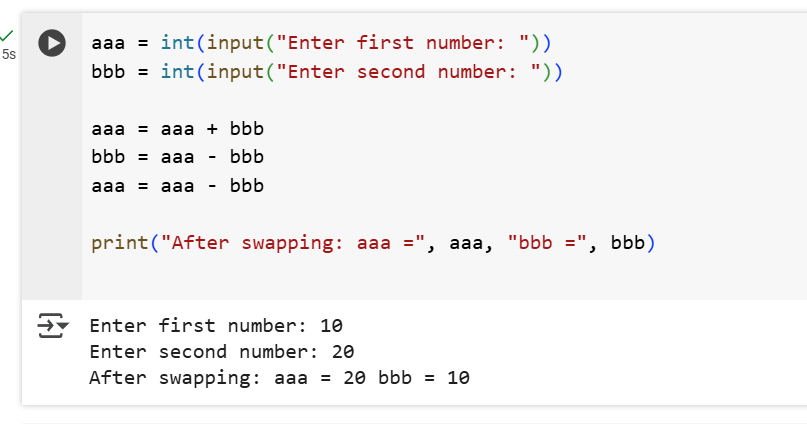 5s
aaa = int(input("Enter first number: "))
bbb = int(input("Enter second number: "))
aaa = aaa + bbb
bbb = aaa - bbb
aaa = aaa - bbb
print("After swapping: aaa =", aaa, "bbb =", bbb)
Enter first number: 10
Enter second number: 20
After swapping: aaa = 20 bbb = 10